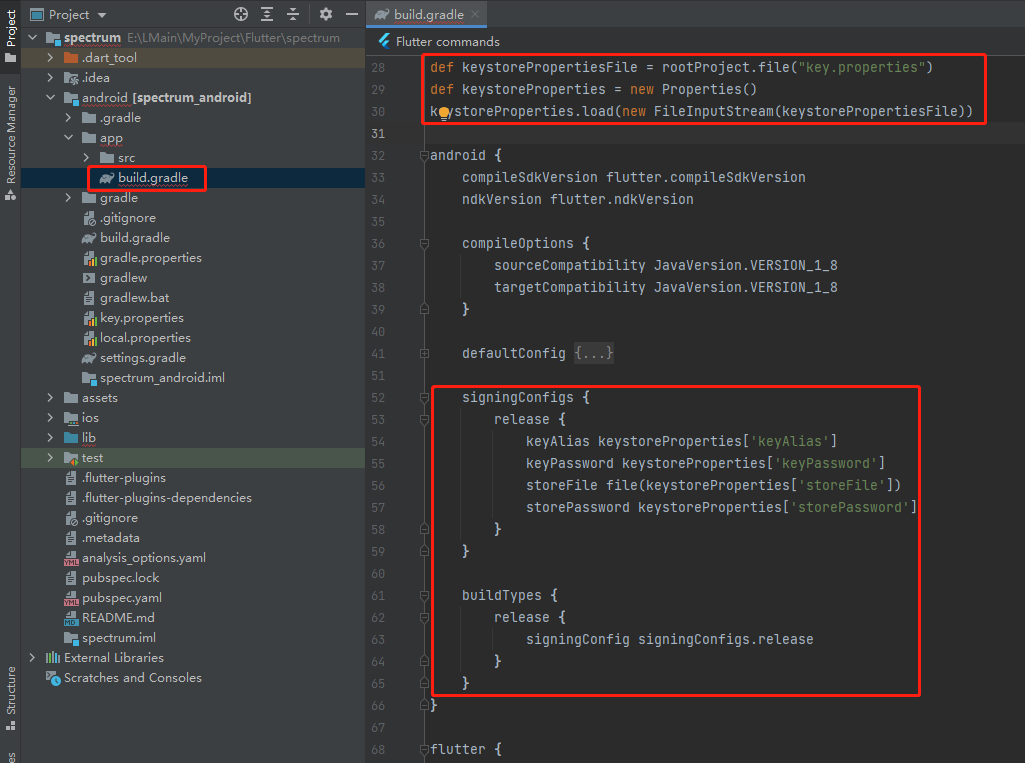 Project
Resource Manager
Structure
es
Project
spectrum E:\LMain\MyProject\Flutter\spectrum
.dart_tool
.idea
android [spectrum_android]
.gradle
app
src
build.gradle
gradle
.gitignore
build.gradle
gradle.properties
gradlew
gradlew.bat
key.properties
local.properties
settings.gradle
spectrum_android.iml
assets
ios
lib
test
.flutter-plugins
.flutter-plugins-dependencies
.gitignore
.metadata
analysis_options.yaml
pubspec.lock
pubspec.yaml
README.md
spectrum.iml
External Libraries
Scratches and Consoles
build.gradle
Flutter commands
28 def keystorePropertiesFile = rootProject.file("key.properties")
29 def keystoreProperties = new Properties()
30 keystoreProperties.load(new FileInputStream(keystorePropertiesFile))
31
32 android {
33 compileSdkVersion flutter.compileSdkVersion
34 ndkVersion flutter.ndkVersion
35
36 compileOptions {
37 sourceCompatibility JavaVersion.VERSION_1_8
38 targetCompatibility JavaVersion.VERSION_1_8
39 }
40
41 defaultConfig {...}
51
52 signingConfigs {
53 release {
54 keyAlias keystoreProperties['keyAlias']
55 keyPassword keystoreProperties['keyPassword']
56 storeFile file(keystoreProperties['storeFile'])
57 storePassword keystoreProperties['storePassword']
58 }
59 }
60
61 buildTypes {
62 release {
63 signingConfig signingConfigs.release
64 }
65 }
66 }
67
68 flutter {